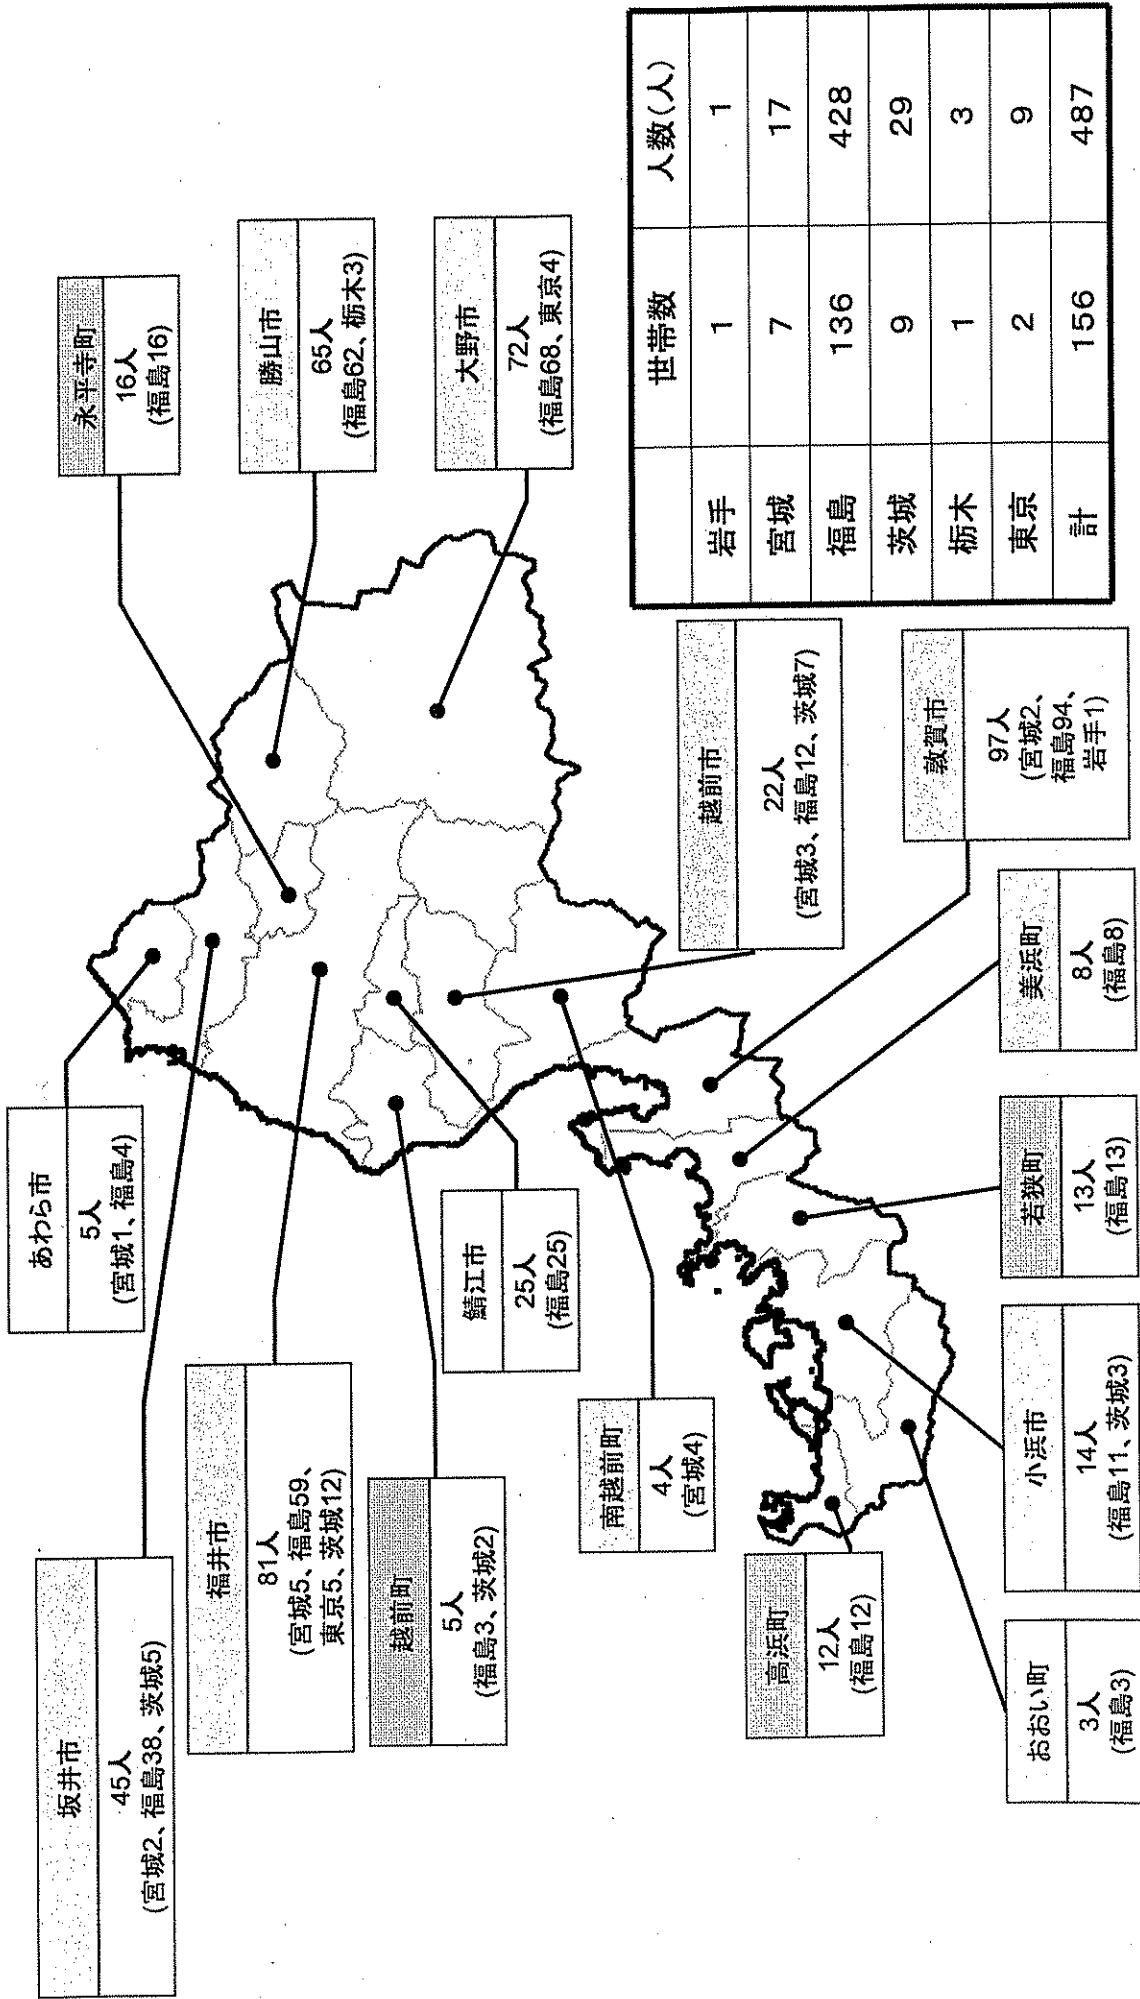 あわら市
5人
(宮城1、福島4)
坂井市
45人
(宮城2、福島38、茨城5)
福井市
81人
(宮城5、福島59、
東京5、茨城12)
越前町
5人
(福島3、茨城2)
鯖江市
25人
(福島25)
南越前町
4人
(宮城4)
高浜町
12人
(福島12)
おおい町
3人
(福島3)
小浜市
14人
(福島11、茨城3)
若狭町
13人
(福島13)
美浜町
8人
(福島8)
敦賀市
97人
(宮城2、
福島94、
岩手1)
越前市
22人
(宮城3、福島12、茨城7)
永平寺町
16人
(福島16)
勝山市
65人
(福島62、栃木3)
大野市
72人
(福島68、東京4)
世帯数 人数(人)
岩手 1 1
宮城 7 17
福島 136 428
茨城 9 29
栃木 1 3
東京 2 9
計 156 487